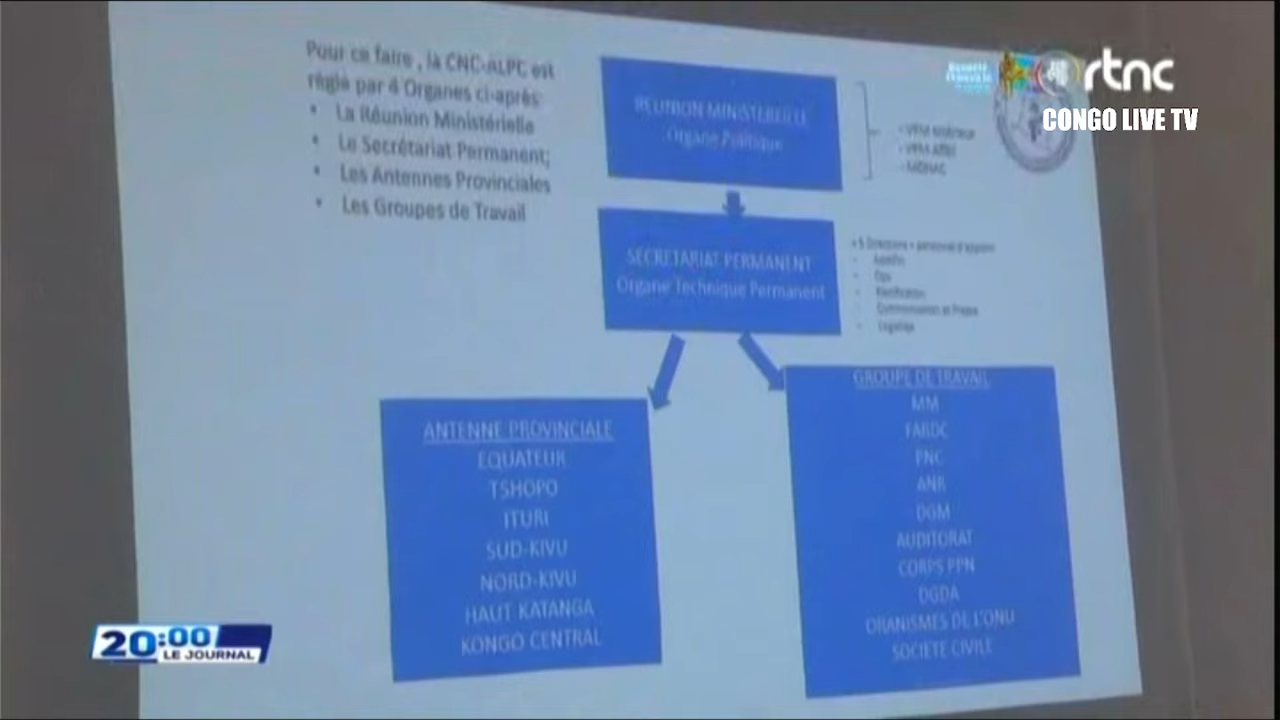 Pour ce faire , la CNC-ALPC est
règlé par 4 Organes ci-après:
• La Réunion Ministérielle
• Le Secrétariat Permanent;
• Les Antennes Provinciales
• Les Groupes de Travail
REUNION MINISTERIELLE
Organe Politique
rtnc
CONGO LIVE TV
SECRETARIAT PERMANENT
Organe Technique Permanent
ANTENNE PROVINCIALE
EQUATEUR
TSHOPO
ITURI
SUD-KIVU
NORD-KIVU
HAUT KATANGA
KONGO CENTRAL
GROUPE DE TRAVAIL
MM
FARDC
PNC
ANR
DGM
AUDITORAT
CORPS PPN
DGDA
ORANISMES DE L'ONU
SOCIETE CIVILE
20:00
LE JOURNAL